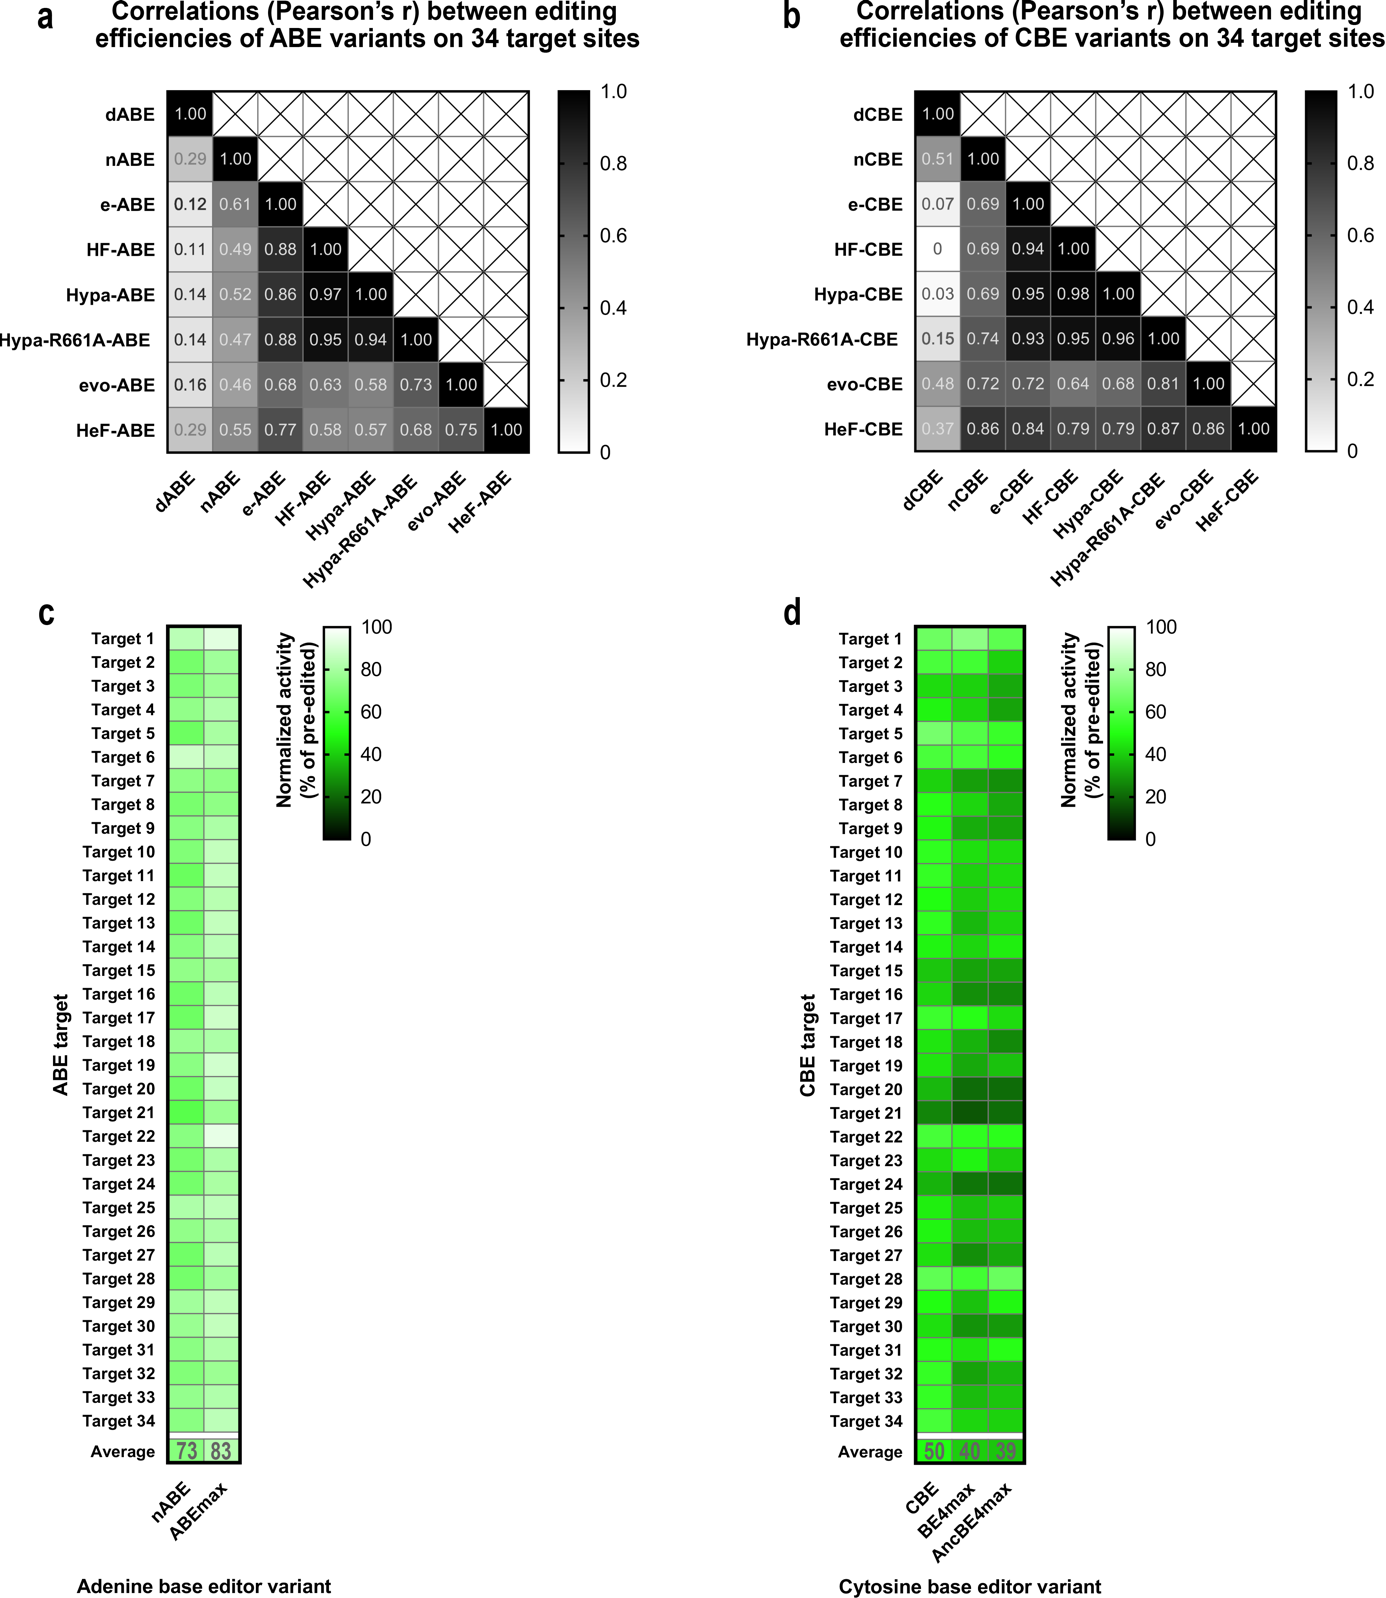 a
Correlations (Pearson's r) between editing
efficiencies of ABE variants on 34 target sites
dABE 1.00
nABE 0.29 1.00
e-ABE 0.12 0.61 1.00
HF-ABE 0.11 0.49 0.88 1.00
Hypa-ABE 0.14 0.52 0.86 0.97 1.00
Hypa-R661A-ABE 0.14 0.47 0.88 0.95 0.94 1.00
evo-ABE 0.16 0.46 0.68 0.63 0.58 0.73 1.00
HeF-ABE 0.29 0.55 0.77 0.58 0.57 0.68 0.75 1.00
dABE
nABE
e-ABE
HF-ABE
Hypa-ABE
Hypa-R661A-ABE
evo-ABE
HeF-ABE
1.0
0.8
0.6
0.4
0.2
0
b
Correlations (Pearson's r) between editing
efficiencies of CBE variants on 34 target sites
dCBE 1.00
nCBE 0.51 1.00
e-CBE 0.07 0.69 1.00
HF-CBE 0 0.69 0.94 1.00
Hypa-CBE 0.03 0.69 0.95 0.98 1.00
Hypa-R661A-CBE 0.15 0.74 0.93 0.95 0.96 1.00
evo-CBE 0.48 0.72 0.72 0.64 0.68 0.81 1.00
HeF-CBE 0.37 0.86 0.84 0.79 0.79 0.87 0.86 1.00
dCBE
nCBE
e-CBE
HF-CBE
Hypa-CBE
Hypa-R661A-CBE
evo-CBE
HeF-CBE
1.0
0.8
0.6
0.4
0.2
0
c
ABE target
Target 1
Target 2
Target 3
Target 4
Target 5
Target 6
Target 7
Target 8
Target 9
Target 10
Target 11
Target 12
Target 13
Target 14
Target 15
Target 16
Target 17
Target 18
Target 19
Target 20
Target 21
Target 22
Target 23
Target 24
Target 25
Target 26
Target 27
Target 28
Target 29
Target 30
Target 31
Target 32
Target 33
Target 34
Average 73 83
nABE
ABEmax
Adenine base editor variant
Normalized activity
(% of pre-edited)
100
80
60
40
20
0
d
CBE target
Target 1
Target 2
Target 3
Target 4
Target 5
Target 6
Target 7
Target 8
Target 9
Target 10
Target 11
Target 12
Target 13
Target 14
Target 15
Target 16
Target 17
Target 18
Target 19
Target 20
Target 21
Target 22
Target 23
Target 24
Target 25
Target 26
Target 27
Target 28
Target 29
Target 30
Target 31
Target 32
Target 33
Target 34
Average 50 40 39
CBE
BE4max
AncBE4max
Cytosine base editor variant
Normalized activity
(% of pre-edited)
100
80
60
40
20
0